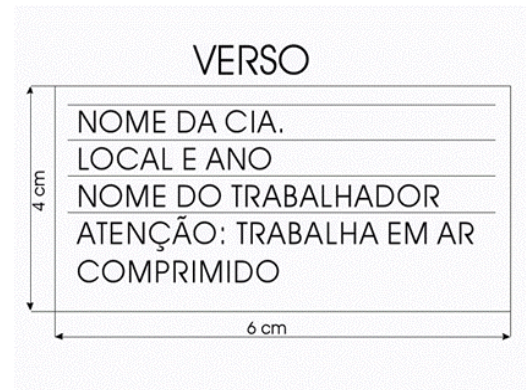 VERSO
NOME DA CIA.
LOCAL E ANO
NOME DO TRABALHADOR
ATENÇÃO: TRABALHA EM AR
COMPRIMIDO
4 cm
6 cm